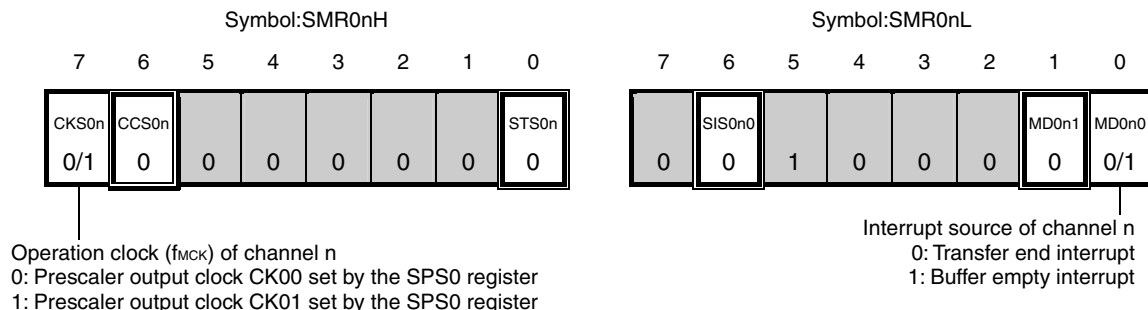 Symbol:SMR0nH
7 6 5 4 3 2 1 0
CKS0n CCS0n STS0n
0/1 0 0 0 0 0 0 0
Operation clock (fMCK) of channel n
0: Prescaler output clock CK00 set by the SPS0 register
1: Prescaler output clock CK01 set by the SPS0 register
Symbol:SMR0nL
7 6 5 4 3 2 1 0
SIS0n0 MD0n1 MD0n0
0 0 1 0 0 0 0 0/1
Interrupt source of channel n
0: Transfer end interrupt
1: Buffer empty interrupt